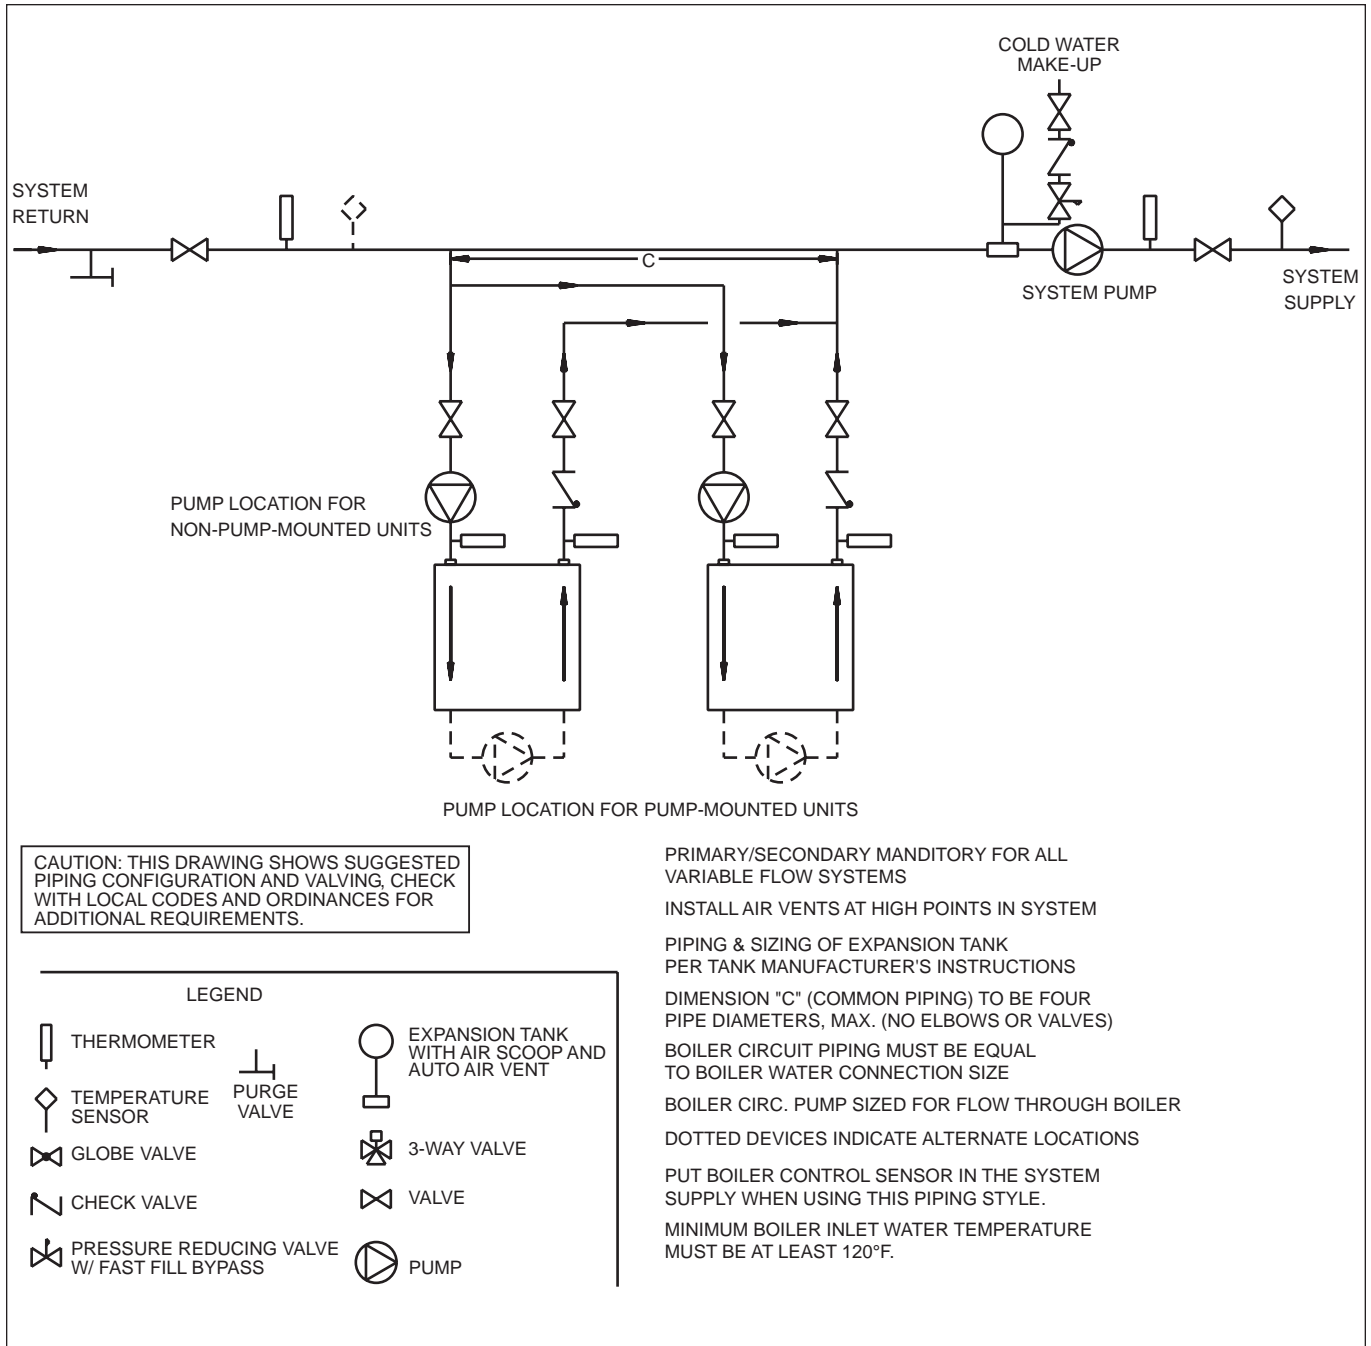 COLD WATER
MAKE-UP
SYSTEM
RETURN
C
SYSTEM PUMP
SYSTEM
SUPPLY
PUMP LOCATION FOR
NON-PUMP-MOUNTED UNITS
PUMP LOCATION FOR PUMP-MOUNTED UNITS
CAUTION: THIS DRAWING SHOWS SUGGESTED
PIPING CONFIGURATION AND VALVING, CHECK
WITH LOCAL CODES AND ORDINANCES FOR
ADDITIONAL REQUIREMENTS.
LEGEND
THERMOMETER
TEMPERATURE
SENSOR
PURGE
VALVE
GLOBE VALVE
CHECK VALVE
PRESSURE REDUCING VALVE
W/ FAST FILL BYPASS
EXPANSION TANK
WITH AIR SCOOP AND
AUTO AIR VENT
3-WAY VALVE
VALVE
PUMP
PRIMARY/SECONDARY MANDITORY FOR ALL
VARIABLE FLOW SYSTEMS
INSTALL AIR VENTS AT HIGH POINTS IN SYSTEM
PIPING & SIZING OF EXPANSION TANK
PER TANK MANUFACTURER'S INSTRUCTIONS
DIMENSION "C" (COMMON PIPING) TO BE FOUR
PIPE DIAMETERS, MAX. (NO ELBOWS OR VALVES)
BOILER CIRCUIT PIPING MUST BE EQUAL
TO BOILER WATER CONNECTION SIZE
BOILER CIRC. PUMP SIZED FOR FLOW THROUGH BOILER
DOTTED DEVICES INDICATE ALTERNATE LOCATIONS
PUT BOILER CONTROL SENSOR IN THE SYSTEM
SUPPLY WHEN USING THIS PIPING STYLE.
MINIMUM BOILER INLET WATER TEMPERATURE
MUST BE AT LEAST 120°F.